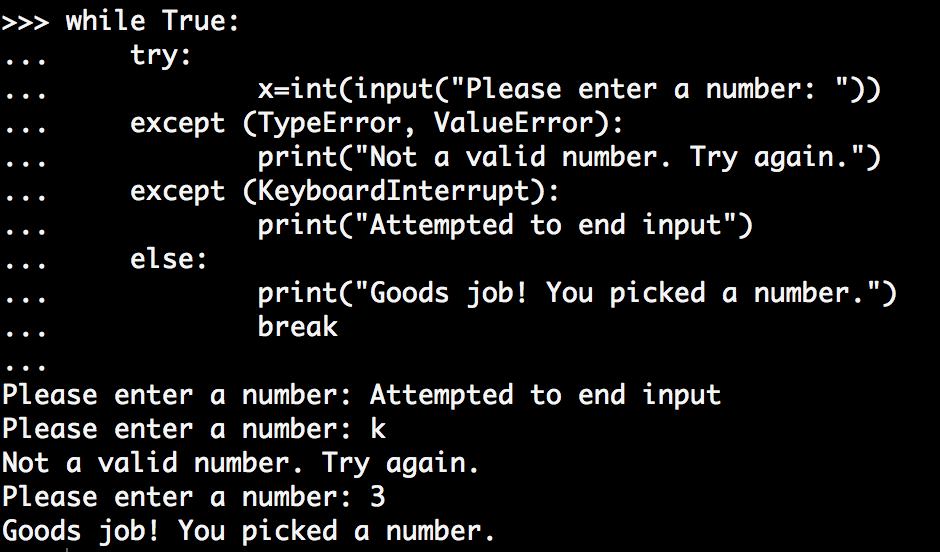 >>> while True:
...     try:
...             x=int(input("Please enter a number: "))
...     except (TypeError, ValueError):
...             print("Not a valid number. Try again.")
...     except (KeyboardInterrupt):
...             print("Attempted to end input")
...     else:
...             print("Goods job! You picked a number.")
...             break
...
Please enter a number: Attempted to end input
Please enter a number: k
Not a valid number. Try again.
Please enter a number: 3
Goods job! You picked a number.